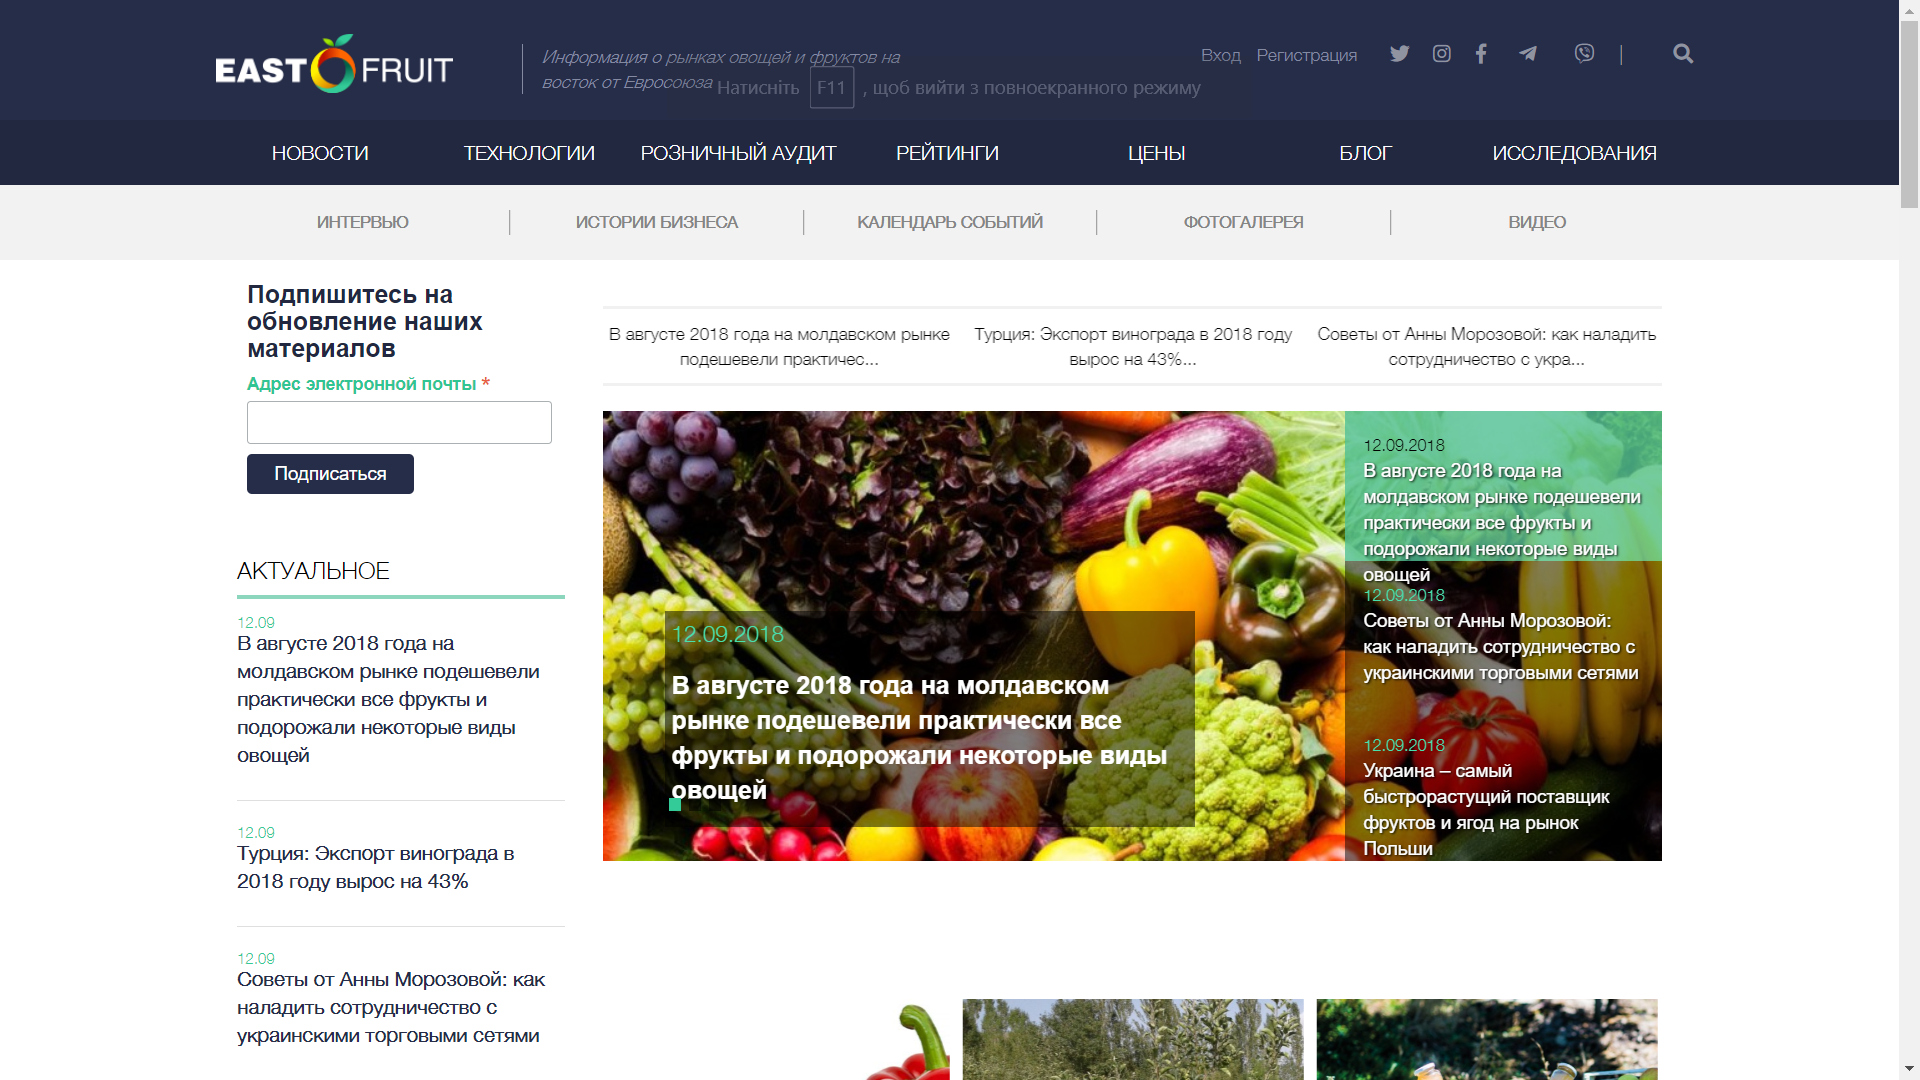 EAST FRUIT
Информация о рынках овощей и фруктов на
восток от Евросоюза
Натисніть F11 , щоб вийти з повноекранного режиму
Вход Регистрация
НОВОСТИ ТЕХНОЛОГИИ РОЗНИЧНЫЙ АУДИТ РЕЙТИНГИ ЦЕНЫ БЛОГ ИССЛЕДОВАНИЯ
ИНТЕРВЬЮ ИСТОРИИ БИЗНЕСА КАЛЕНДАРЬ СОБЫТИЙ ФОТОГАЛЕРЕЯ ВИДЕО
Подпишитесь на
обновление наших
материалов
Адрес электронной почты *
Подписаться
АКТУАЛЬНОЕ
12.09
В августе 2018 года на
молдавском рынке подешевели
практически все фрукты и
подорожали некоторые виды
овощей
12.09
Турция: Экспорт винограда в
2018 году вырос на 43%
12.09
Советы от Анны Морозовой: как
наладить сотрудничество с
украинскими торговыми сетями
В августе 2018 года на молдавском рынке
подешевели практичес...
Турция: Экспорт винограда в 2018 году
вырос на 43%...
Советы от Анны Морозовой: как наладить
сотрудничество с укра...
12.09.2018
В августе 2018 года на молдавском
рынке подешевели практически все
фрукты и подорожали некоторые виды
овощей
12.09.2018
В августе 2018 года на
молдавском рынке подешевели
практически все фрукты и
подорожали некоторые виды
овощей
12.09.2018
Советы от Анны Морозовой:
как наладить сотрудничество с
украинскими торговыми сетями
12.09.2018
Украина – самый
быстрорастущий поставщик
фруктов и ягод на рынок
Польши